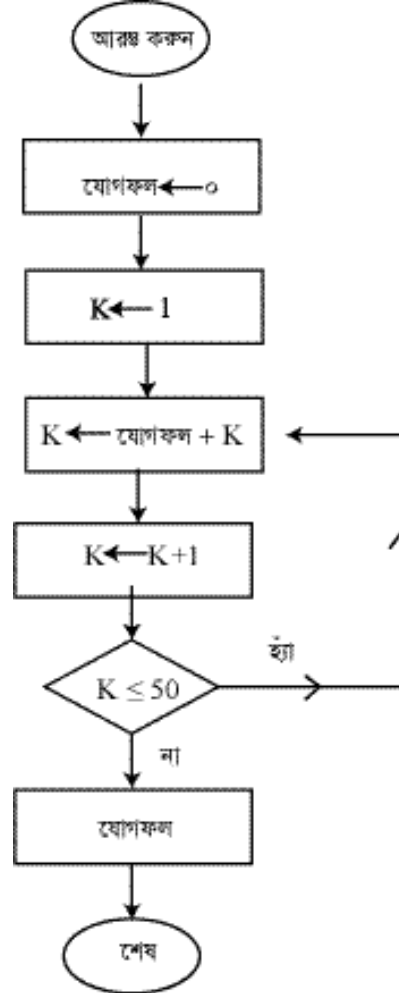 আরম্ভ করুন
যোগফল←০
K← 1
K ← যোগফল + K
K←K+1
K ≤ 50
হ্যাঁ
না
যোগফল
শেষ